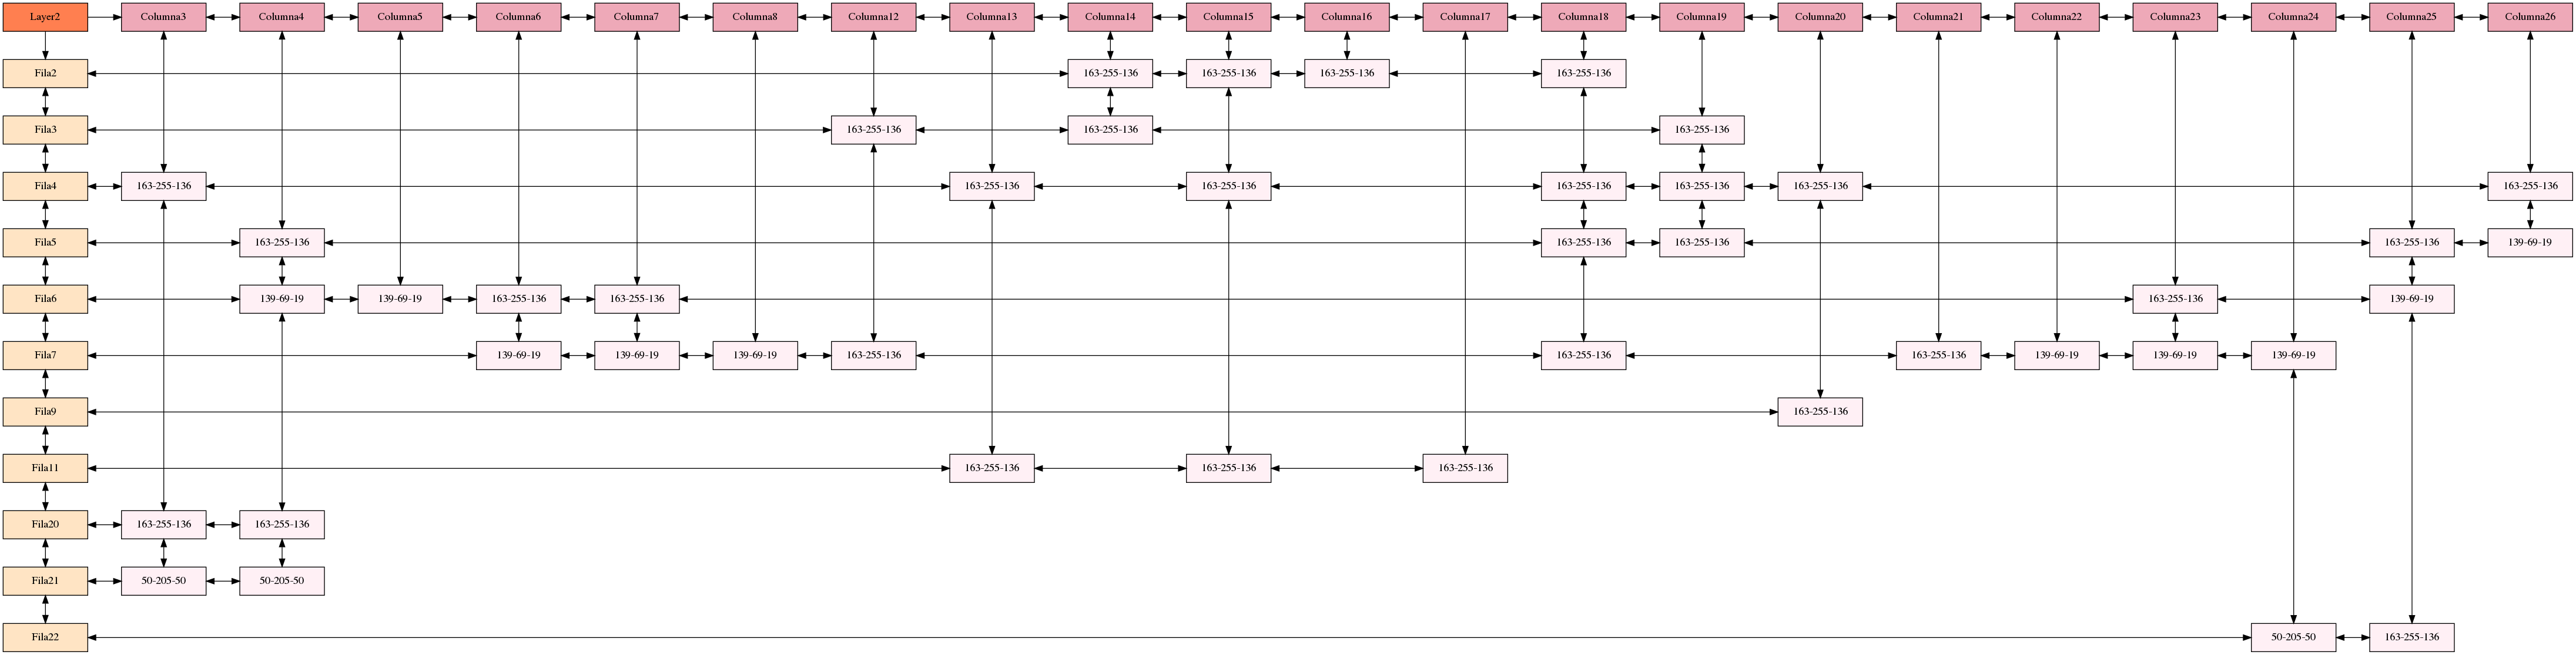 Layer2 Columna3 Columna4 Columna5 Columna6 Columna7 Columna8 Columna12 Columna13 Columna14 Columna15 Columna16 Columna17 Columna18 Columna19 Columna20 Columna21 Columna22 Columna23 Columna24 Columna25 Columna26
Fila2 163-255-136 163-255-136 163-255-136 163-255-136
Fila3 163-255-136 163-255-136 163-255-136
Fila4 163-255-136 163-255-136 163-255-136 163-255-136 163-255-136 163-255-136 163-255-136
Fila5 163-255-136 163-255-136 163-255-136 163-255-136 139-69-19
Fila6 139-69-19 139-69-19 163-255-136 163-255-136 163-255-136 139-69-19
Fila7 139-69-19 139-69-19 139-69-19 163-255-136 163-255-136 163-255-136 139-69-19 139-69-19 139-69-19
Fila9 163-255-136
Fila11 163-255-136 163-255-136 163-255-136
Fila20 163-255-136 163-255-136
Fila21 50-205-50 50-205-50
Fila22 50-205-50 163-255-136